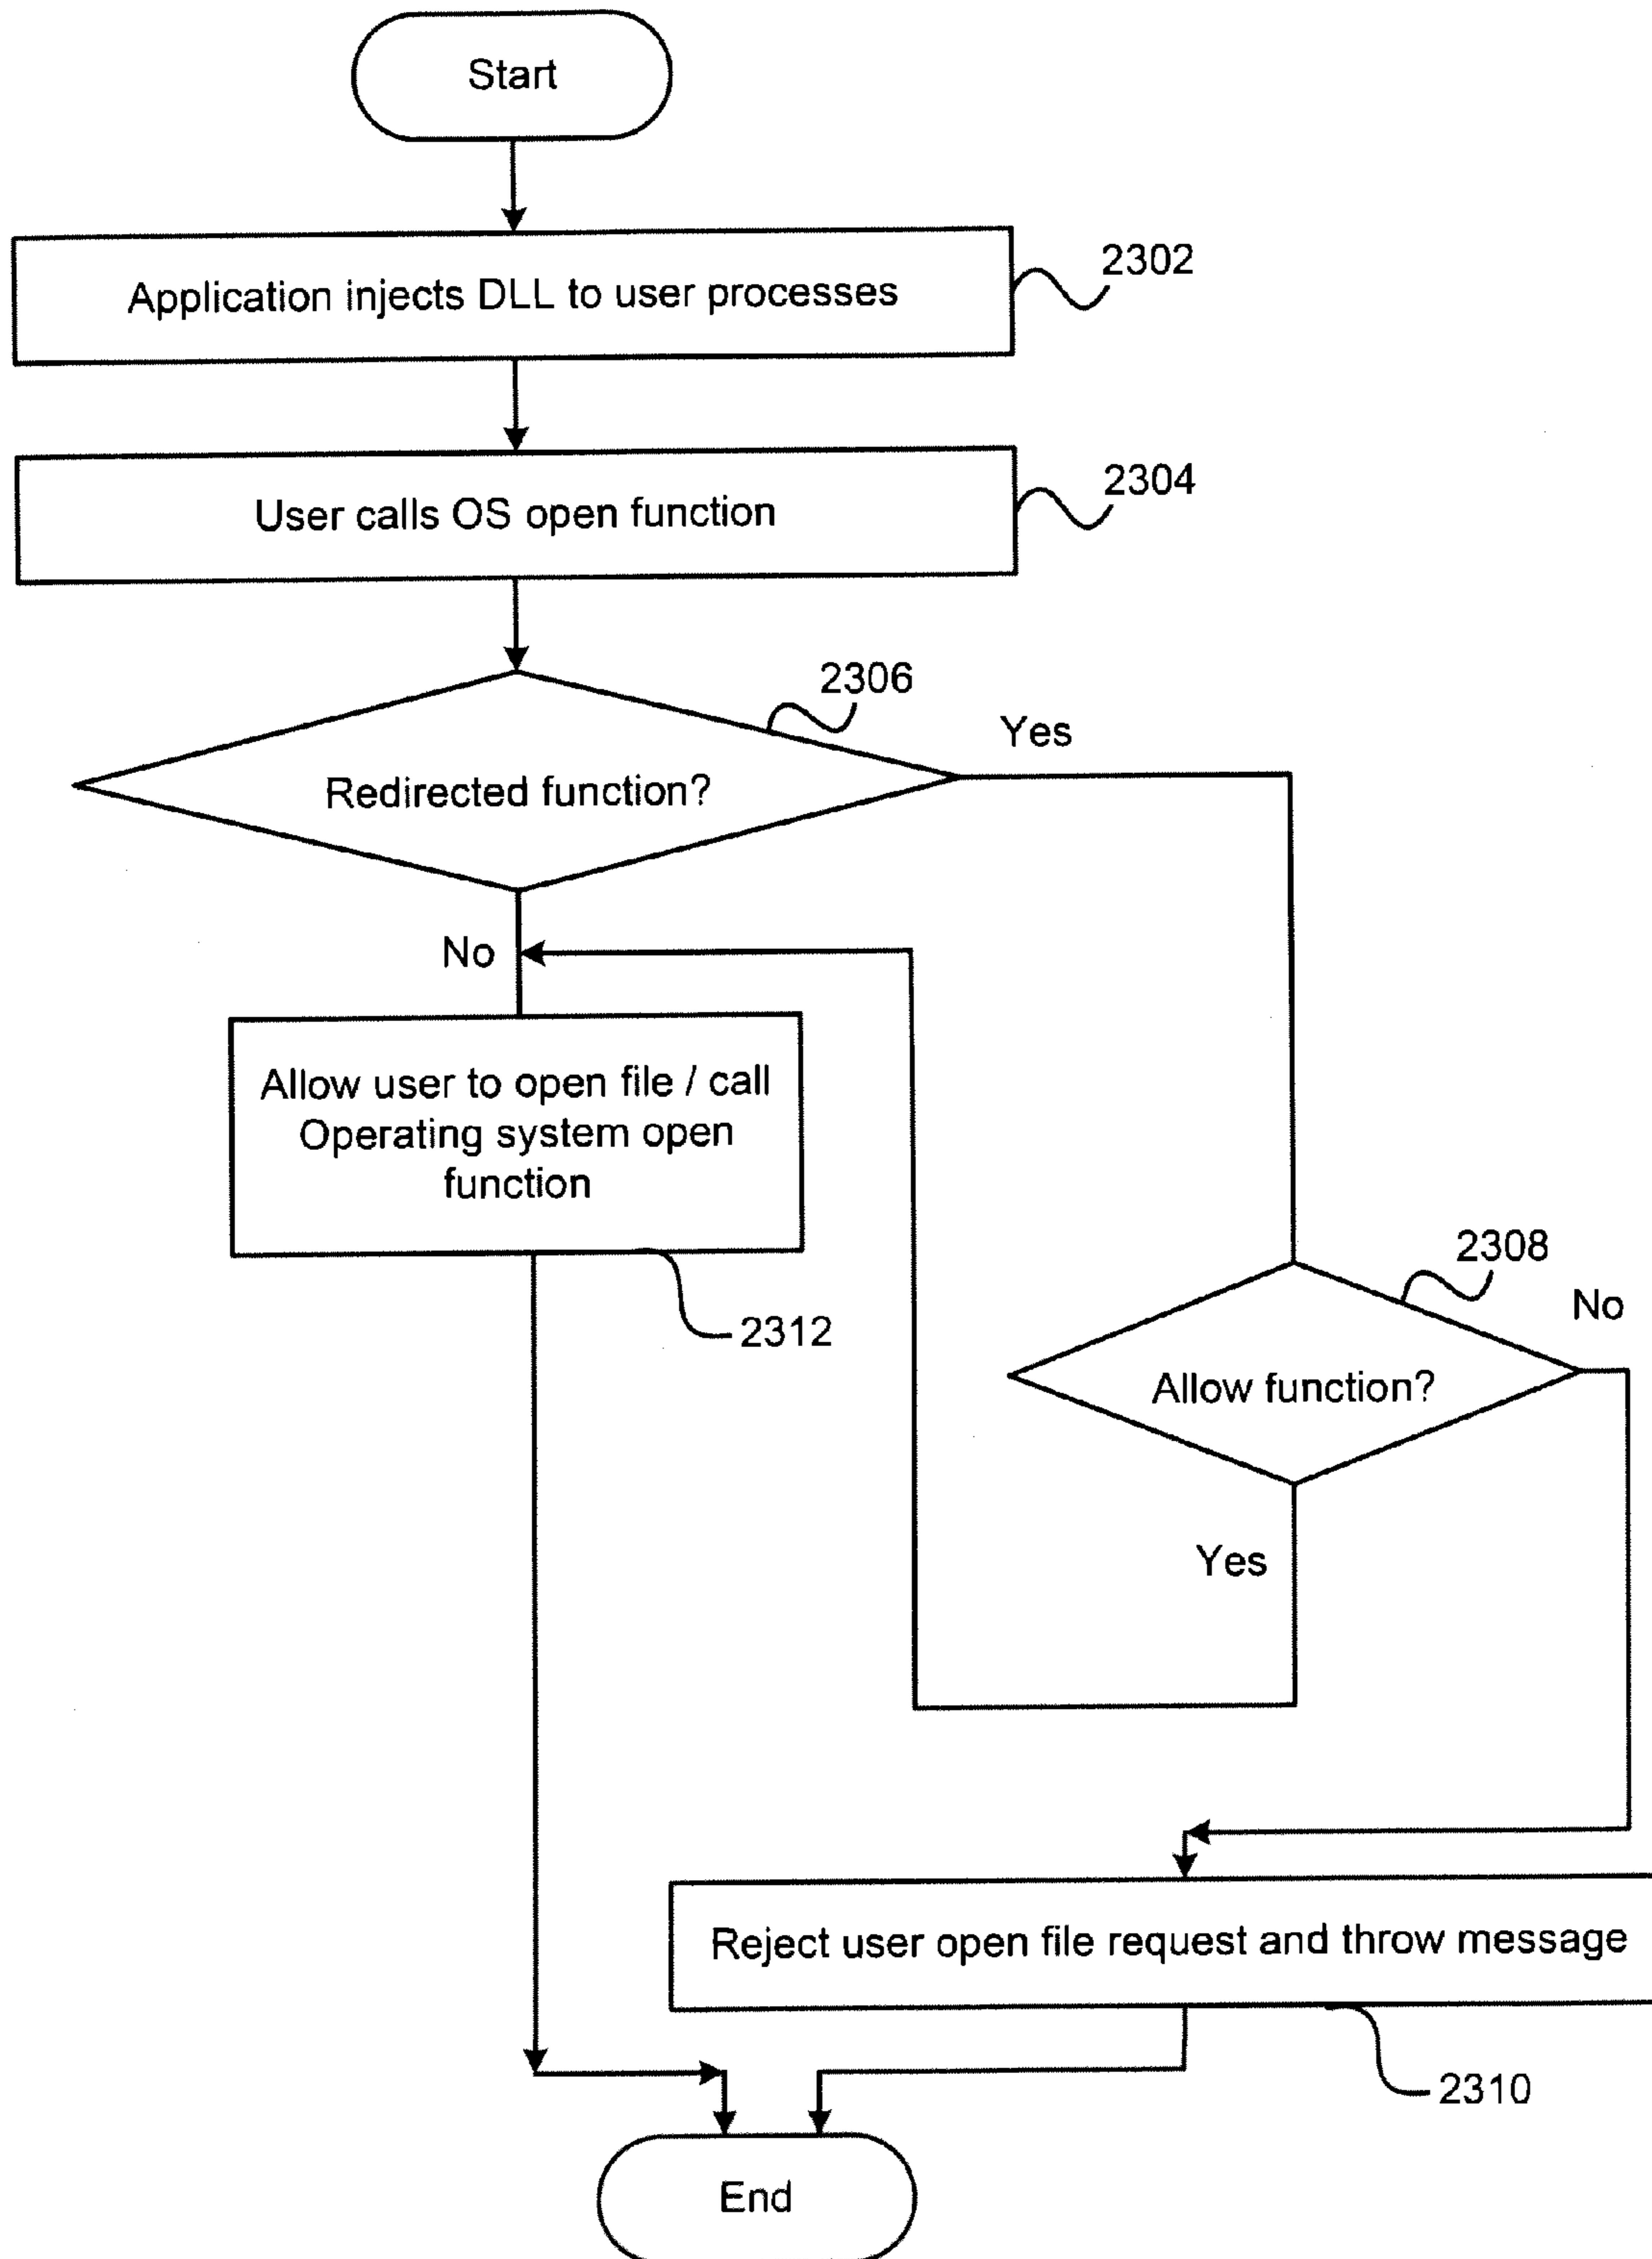 Start
Application injects DLL to user processes
2302
User calls OS open function
2304
2306
Redirected function?
Yes
No
Allow user to open file / call
Operating system open
function
2312
2308
No
Allow function?
Yes
Reject user open file request and throw message
2310
End